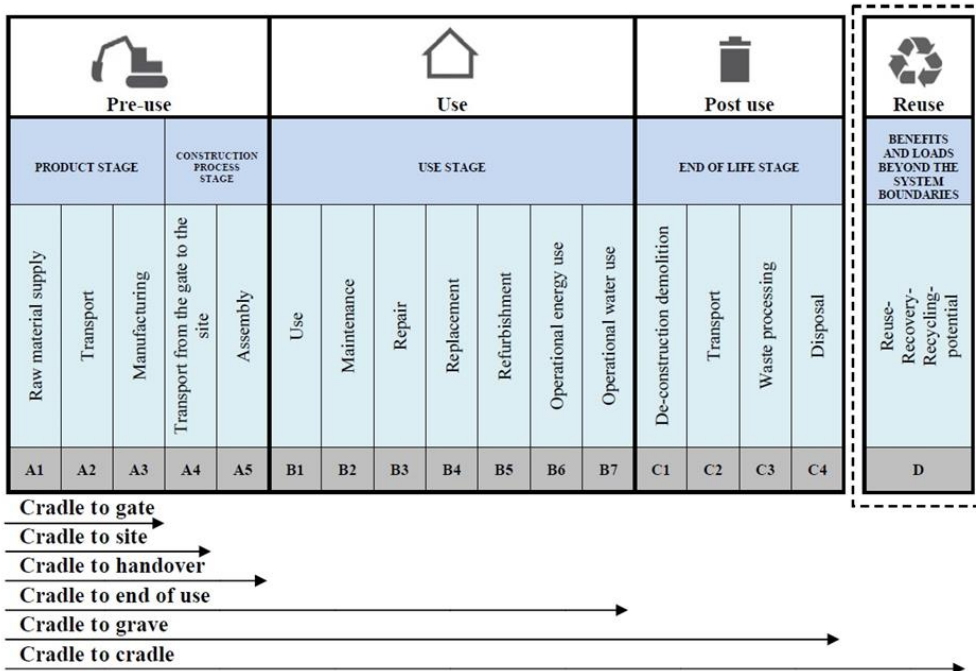 Pre-use
Use
Post use
Reuse
PRODUCT STAGE
CONSTRUCTION
PROCESS
STAGE
USE STAGE
END OF LIFE STAGE
BENEFITS
AND LOADS
BEYOND THE
SYSTEM
BOUNDARIES
Raw material supply
Transport
Manufacturing
Transport from the gate to the
site
Assembly
Use
Maintenance
Repair
Replacement
Refurbishment
Operational energy use
Operational water use
De-construction demolition
Transport
Waste processing
Disposal
Reuse-
Recovery-
Recycling-
potential
A1
A2
A3
A4
A5
B1
B2
B3
B4
B5
B6
B7
C1
C2
C3
C4
D
Cradle to gate
Cradle to site
Cradle to handover
Cradle to end of use
Cradle to grave
Cradle to cradle